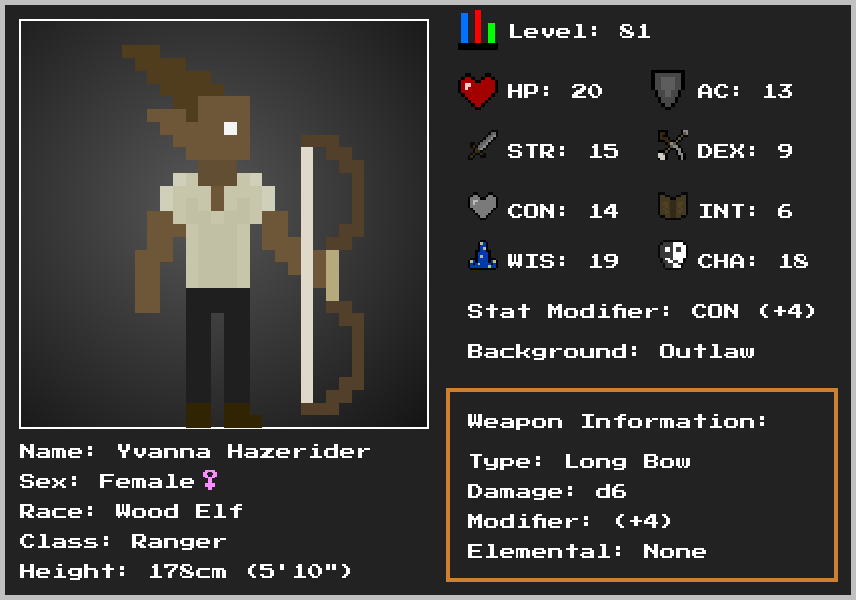 Level: 81
HP: 20 AC: 13
STR: 15 DEX: 9
CON: 14 INT: 6
WIS: 19 CHA: 18
Stat Modifier: CON (+4)
Background: Outlaw
Weapon Information:
Type: Long Bow
Damage: d6
Modifier: (+4)
Elemental: None
Name: Yvanna Hazerider
Sex: Female♀
Race: Wood Elf
Class: Ranger
Height: 178cm (5'10")